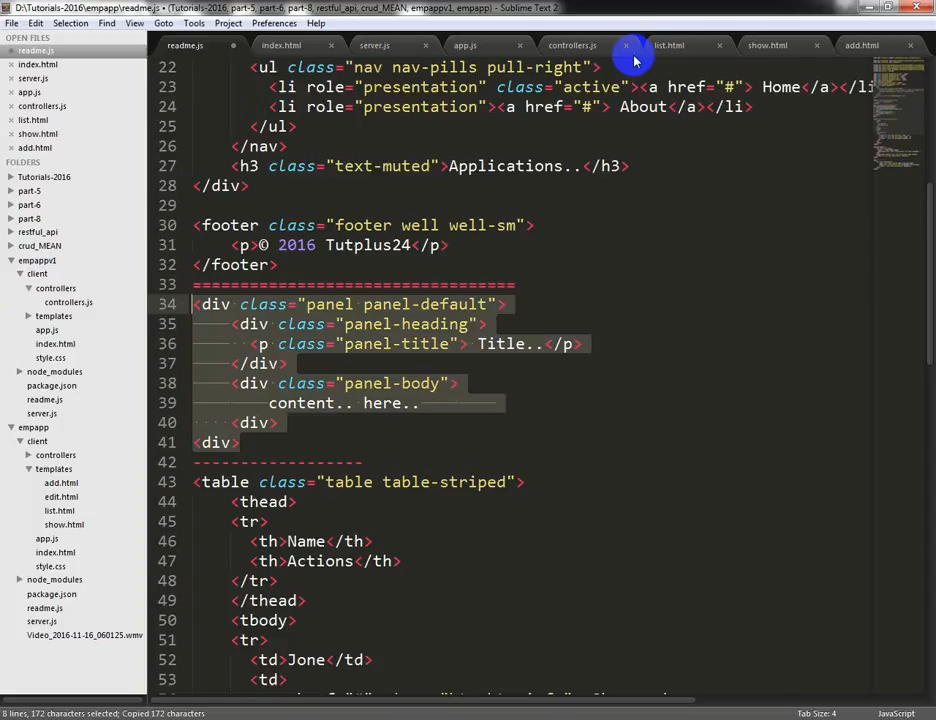 D:\Tutorials-2016\empapp\readme.js • (Tutorials-2016, part-5, part-6, part-8, restful_api, crud_MEAN, empappv1, empapp) - Sublime Text 2
File Edit Selection Find View Goto Tools Project Preferences Help
OPEN FILES
readme.js
index.html
server.js
app.js
controllers.js
list.html
show.html
add.html
FOLDERS
Tutorials-2016
part-5
part-6
part-8
restful_api
crud_MEAN
empappv1
client
controllers
controllers.js
templates
app.js
index.html
style.css
node_modules
package.json
readme.js
server.js
empapp
client
controllers
templates
add.html
edit.html
list.html
show.html
app.js
index.html
style.css
node_modules
package.json
readme.js
server.js
Video_2016-11-16_060125.wmv
readme.js index.html server.js app.js controllers.js list.html show.html add.html
22 <ul class="nav nav-pills pull-right">
23 <li role="presentation" class="active"><a href="#"> Home</a></li
24 <li role="presentation"><a href="#"> About</a></li>
25 </ul>
26 </nav>
27 <h3 class="text-muted">Applications..</h3>
28 </div>
29
30 <footer class="footer well well-sm">
31 <p>© 2016 Tutplus24</p>
32 </footer>
33 ==================================
34 <div class="panel panel-default">
35 <div class="panel-heading">
36 <p class="panel-title"> Title..</p>
37 </div>
38 <div class="panel-body">
39 content.. here..
40 <div>
41 <div>
42 ------------------
43 <table class="table table-striped">
44 <thead>
45 <tr>
46 <th>Name</th>
47 <th>Actions</th>
48 </tr>
49 </thead>
50 <tbody>
51 <tr>
52 <td>Jone</td>
53 <td>
8 lines, 172 characters selected; Copied 172 characters
Tab Size: 4
JavaScript